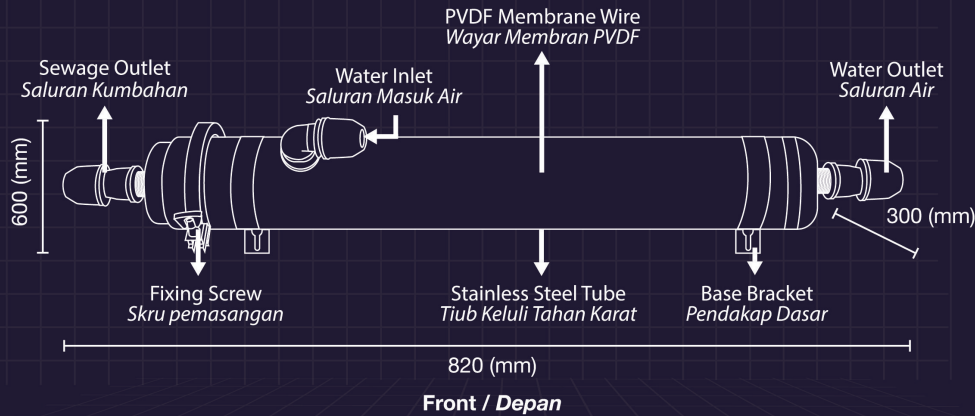 PVDF Membrane Wire
Wayar Membran PVDF
Sewage Outlet
Saluran Kumbahan
Water Inlet
Saluran Masuk Air
Water Outlet
Saluran Air
600 (mm)
300 (mm)
Fixing Screw
Skru pemasangan
Stainless Steel Tube
Tiub Keluli Tahan Karat
Base Bracket
Pendakap Dasar
820 (mm)
Front / Depan